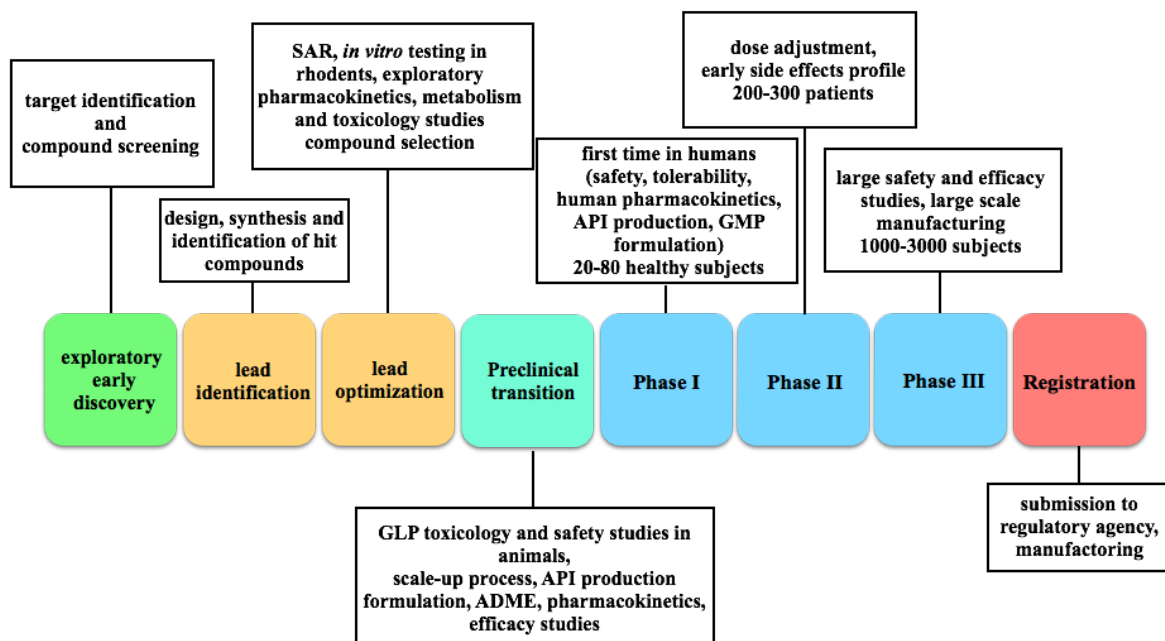 target identification
and
compound screening
design, synthesis and
identification of hit
compounds
SAR, in vitro testing in
rhodents, exploratory
pharmacokinetics, metabolism
and toxicology studies
compound selection
first time in humans
(safety, tolerability,
human pharmacokinetics,
API production, GMP
formulation)
20-80 healthy subjects
dose adjustment,
early side effects profile
200-300 patients
large safety and efficacy
studies, large scale
manufacturing
1000-3000 subjects
exploratory
early
discovery
lead
identification
lead
optimization
Preclinical
transition
Phase I
Phase II
Phase III
Registration
GLP toxicology and safety studies in
animals,
scale-up process, API production
formulation, ADME, pharmacokinetics,
efficacy studies
submission to
regulatory agency,
manufactoring